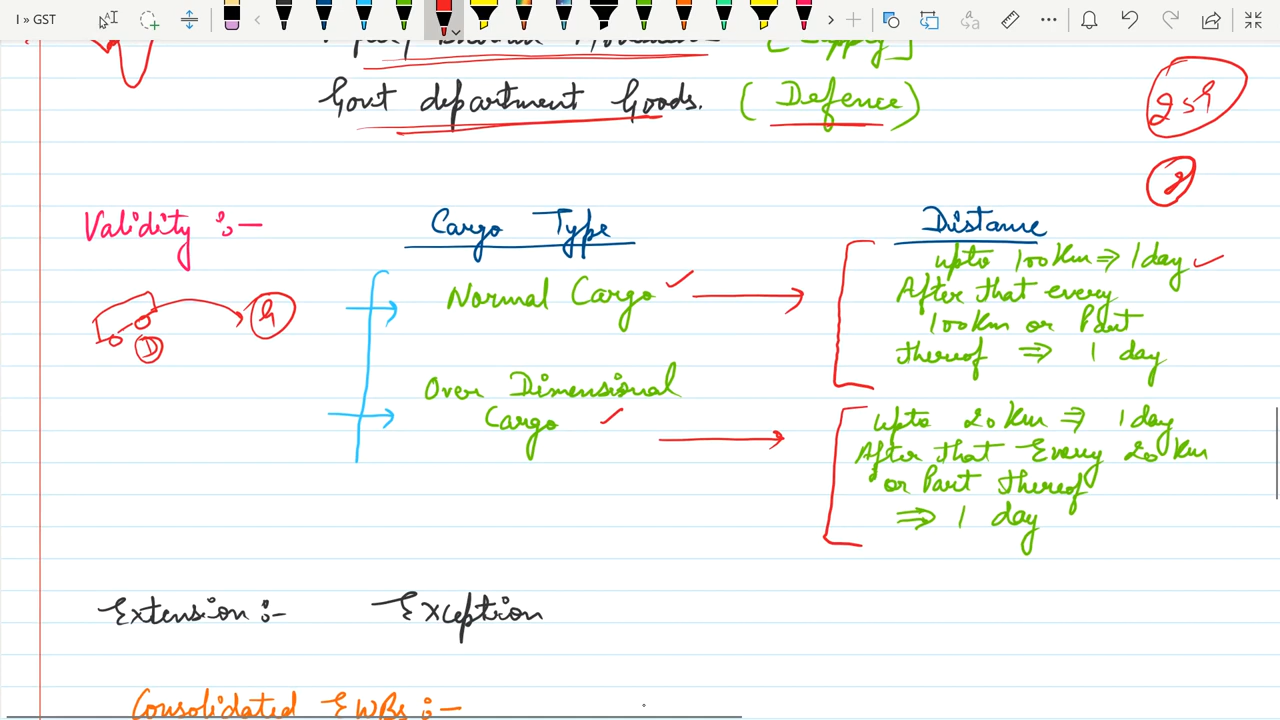 I » GST
[Supply]
Govt department Goods. (Defence)
Validity :-
Cargo Type
Distance
Normal Cargo
upto 100 Km ⇒ 1 day
After that every
100 Km or Part
thereof ⇒ 1 day
D
Over Dimensional
Cargo
upto 20 Km ⇒ 1 day
After that Every 20 Km
or Part thereof
⇒ 1 day
Extension :- Exception
Consolidated EWBs :-